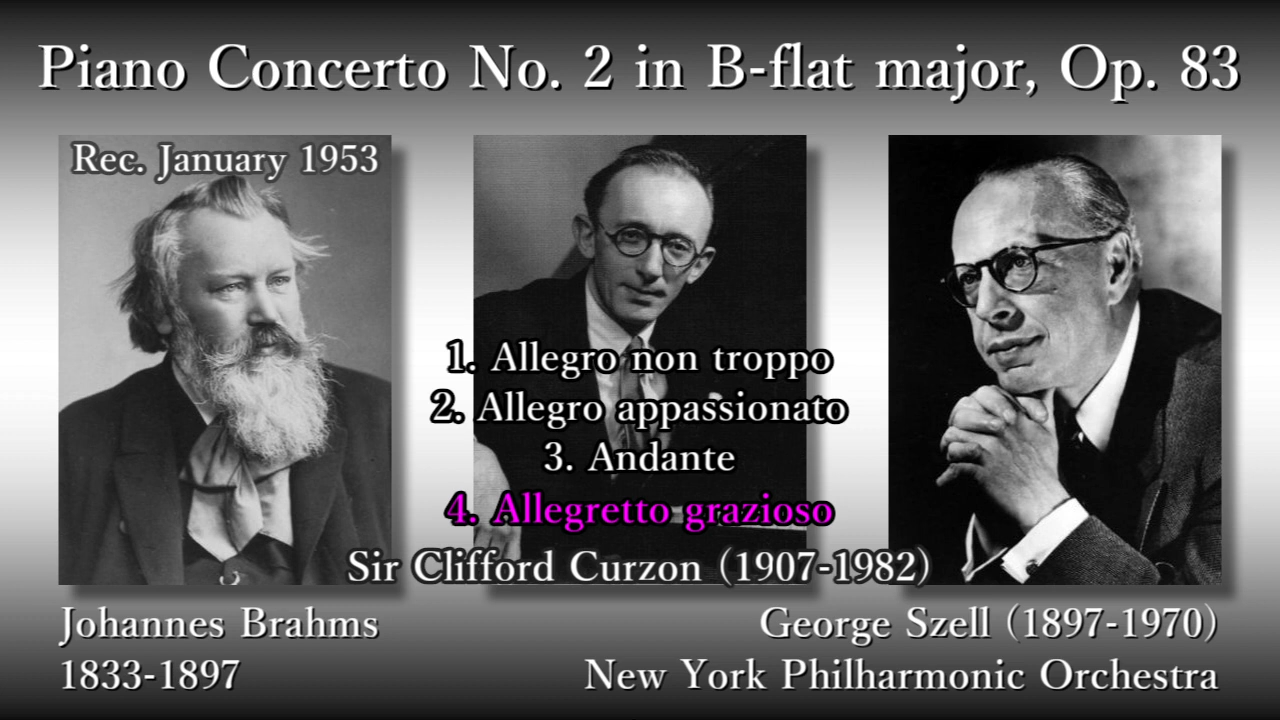 Piano Concerto No. 2 in B-flat major, Op. 83
Rec. January 1953
1. Allegro non troppo
2. Allegro appassionato
3. Andante
4. Allegretto grazioso
Sir Clifford Curzon (1907-1982)
Johannes Brahms
1833-1897
George Szell (1897-1970)
New York Philharmonic Orchestra